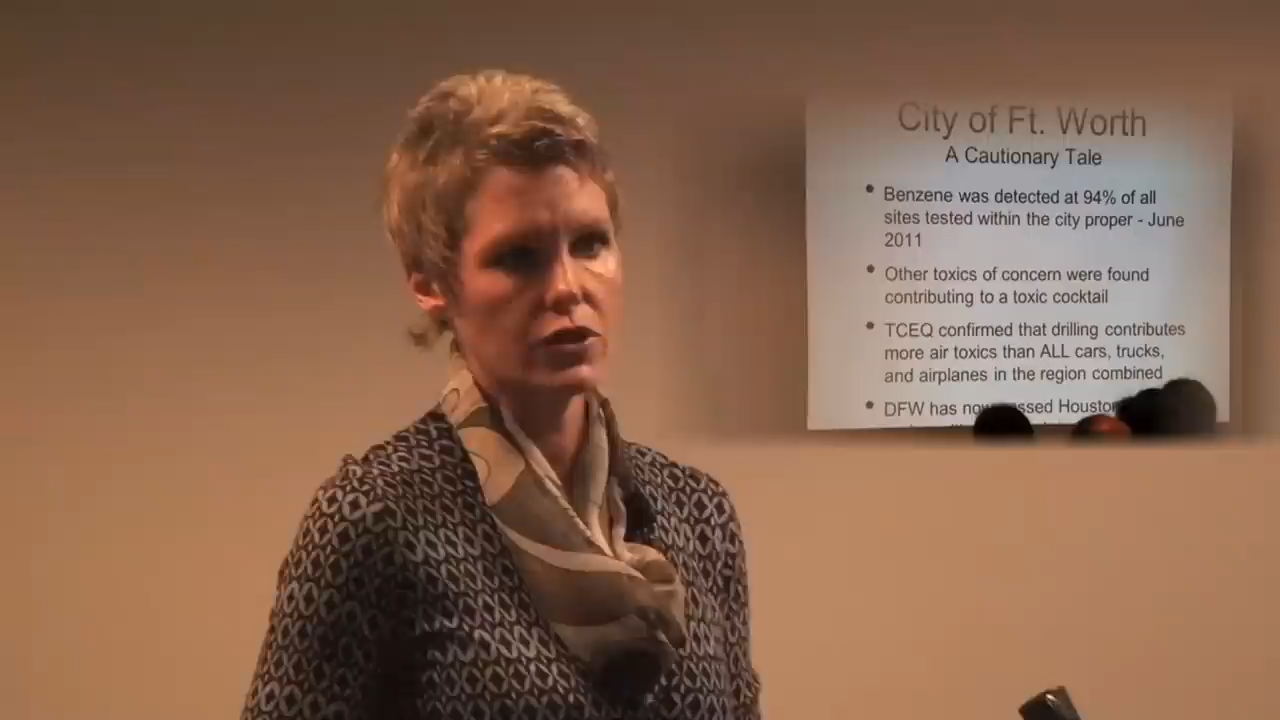 City of Ft. Worth
A Cautionary Tale
• Benzene was detected at 94% of all
sites tested within the city proper - June
2011
• Other toxics of concern were found
contributing to a toxic cocktail
• TCEQ confirmed that drilling contributes
more air toxics than ALL cars, trucks,
and airplanes in the region combined
• DFW has Houston